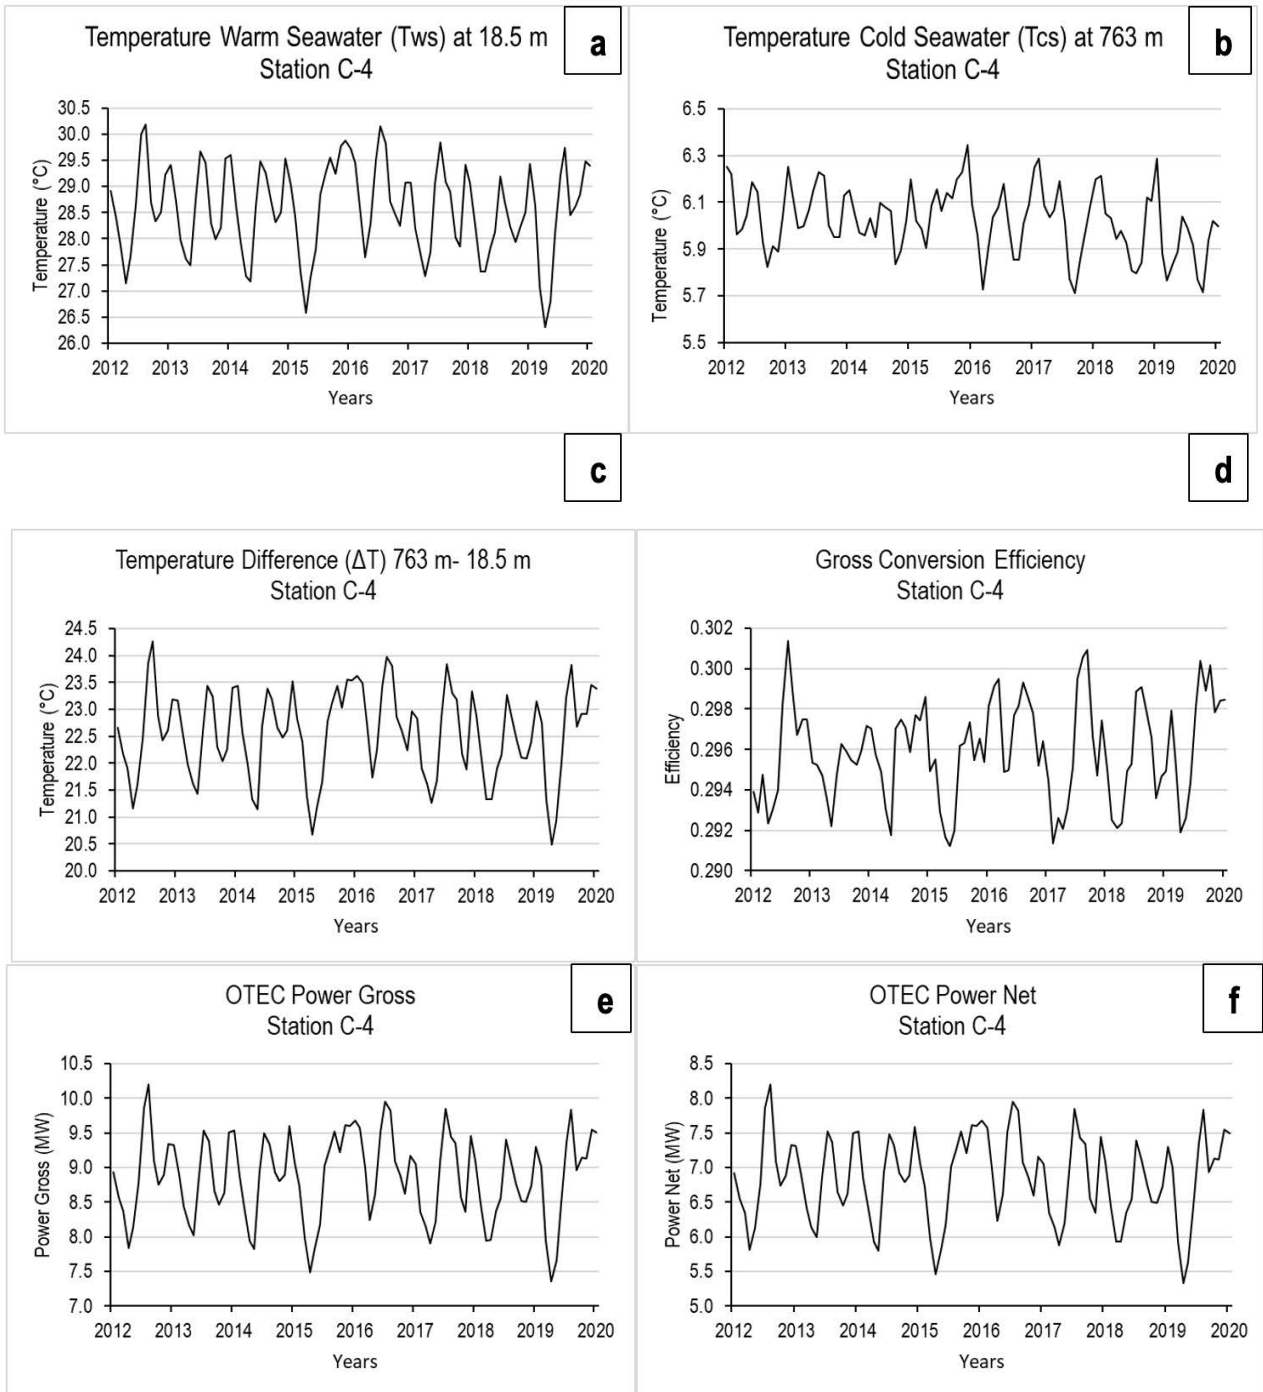 Temperature Warm Seawater (Tws) at 18.5 m
Station C-4
a
Temperature (°C)
30.5
30.0
29.5
29.0
28.5
28.0
27.5
27.0
26.5
26.0
2012 2013 2014 2015 2016 2017 2018 2019 2020
Years
Temperature Cold Seawater (Tcs) at 763 m
Station C-4
b
Temperature (°C)
6.5
6.3
6.1
5.9
5.7
5.5
2012 2013 2014 2015 2016 2017 2018 2019 2020
Years
c
Temperature Difference (ΔT) 763 m- 18.5 m
Station C-4
Temperature (°C)
24.5
24.0
23.5
23.0
22.5
22.0
21.5
21.0
20.5
20.0
2012 2013 2014 2015 2016 2017 2018 2019 2020
Years
d
Gross Conversion Efficiency
Station C-4
Efficiency
0.302
0.300
0.298
0.296
0.294
0.292
0.290
2012 2013 2014 2015 2016 2017 2018 2019 2020
Years
OTEC Power Gross
Station C-4
e
Power Gross (MW)
10.5
10.0
9.5
9.0
8.5
8.0
7.5
7.0
2012 2013 2014 2015 2016 2017 2018 2019 2020
Years
OTEC Power Net
Station C-4
f
Power Net (MW)
8.5
8.0
7.5
7.0
6.5
6.0
5.5
5.0
2012 2013 2014 2015 2016 2017 2018 2019 2020
Years